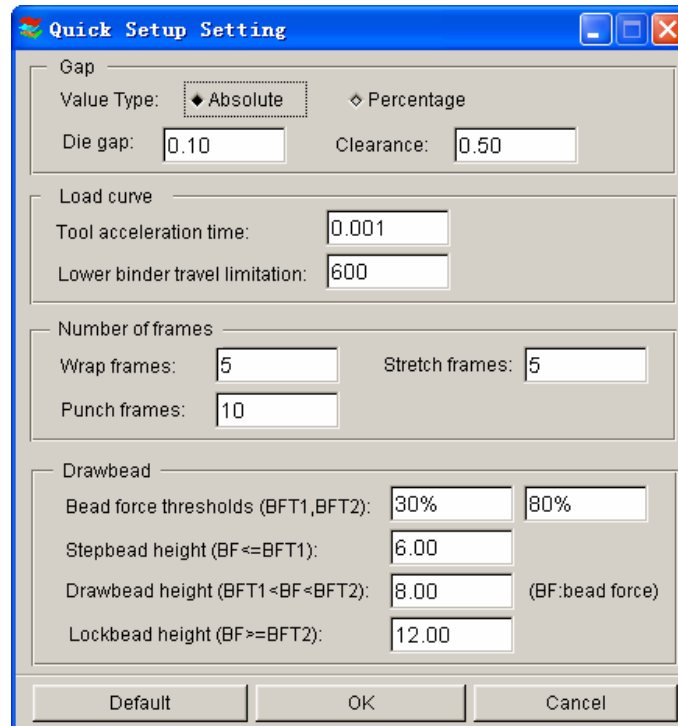 Quick Setup Setting
Gap
Value Type: Absolute Percentage
Die gap: 0.10 Clearance: 0.50
Load curve
Tool acceleration time: 0.001
Lower binder travel limitation: 600
Number of frames
Wrap frames: 5 Stretch frames: 5
Punch frames: 10
Drawbead
Bead force thresholds (BFT1,BFT2): 30% 80%
Stepbead height (BF<=BFT1): 6.00
Drawbead height (BFT1<BF<BFT2): 8.00 (BF:bead force)
Lockbead height (BF>=BFT2): 12.00
Default OK Cancel